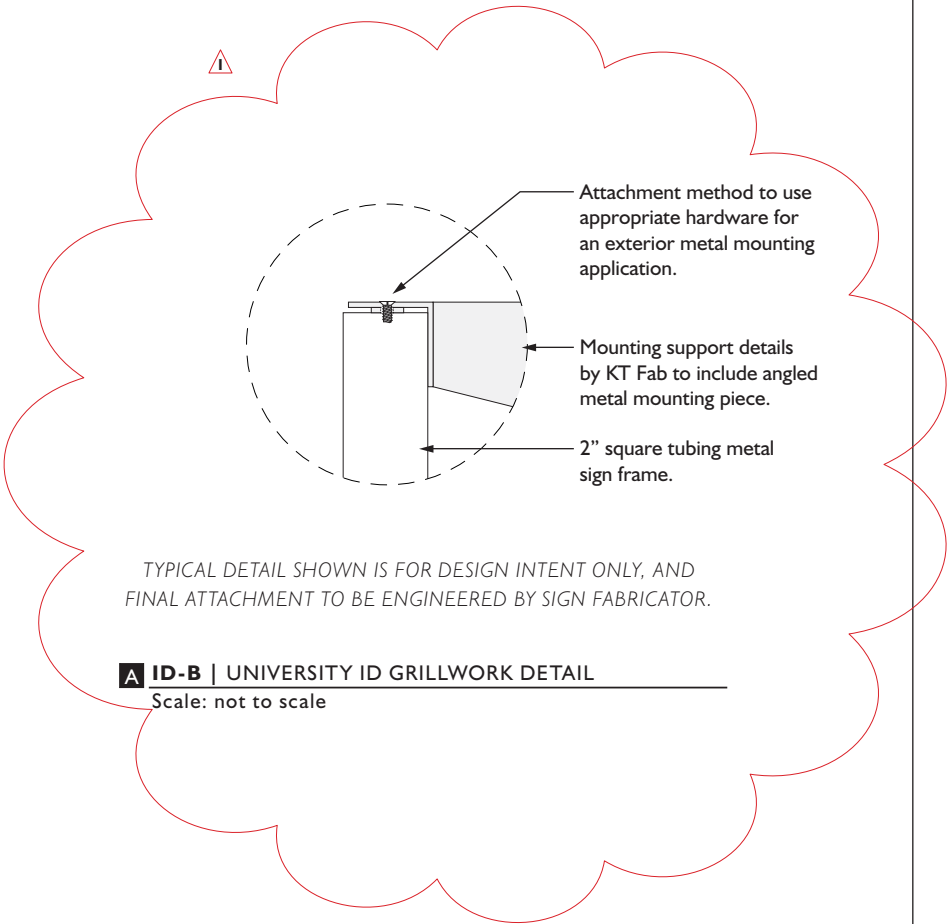 1
Attachment method to use
appropriate hardware for
an exterior metal mounting
application.
Mounting support details
by KT Fab to include angled
metal mounting piece.
2” square tubing metal
sign frame.
TYPICAL DETAIL SHOWN IS FOR DESIGN INTENT ONLY, AND
FINAL ATTACHMENT TO BE ENGINEERED BY SIGN FABRICATOR.
A ID-B | UNIVERSITY ID GRILLWORK DETAIL
Scale: not to scale